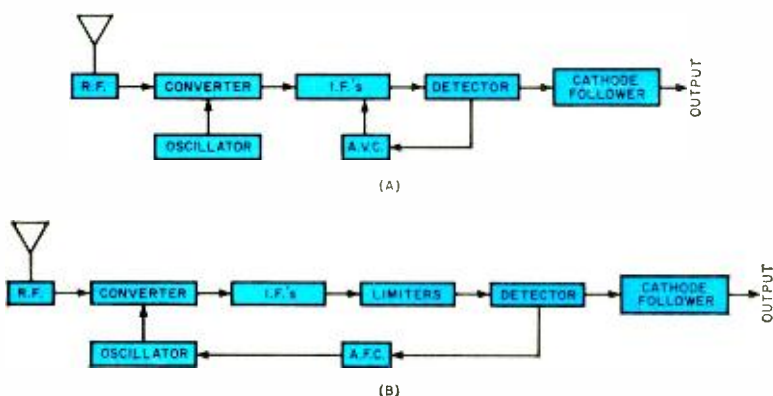 R.F.
CONVERTER
I.F.'s
DETECTOR
CATHODE
FOLLOWER
OUTPUT
OSCILLATOR
A.V.C.
(A)
R.F.
CONVERTER
I.F.'s
LIMITERS
DETECTOR
CATHODE
FOLLOWER
OUTPUT
OSCILLATOR
A.F.C.
(B)